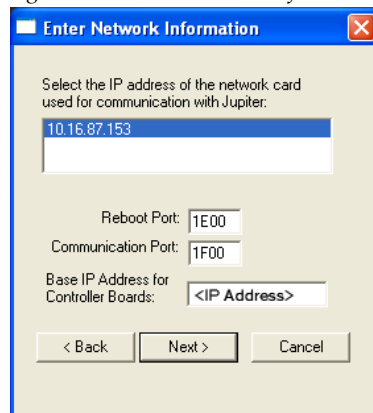 Enter Network Information
Select the IP address of the network card
used for communication with Jupiter:
10.16.87.153
Reboot Port: 1E00
Communication Port: 1F00
Base IP Address for
Controller Boards: <IP Address>
< Back Next > Cancel